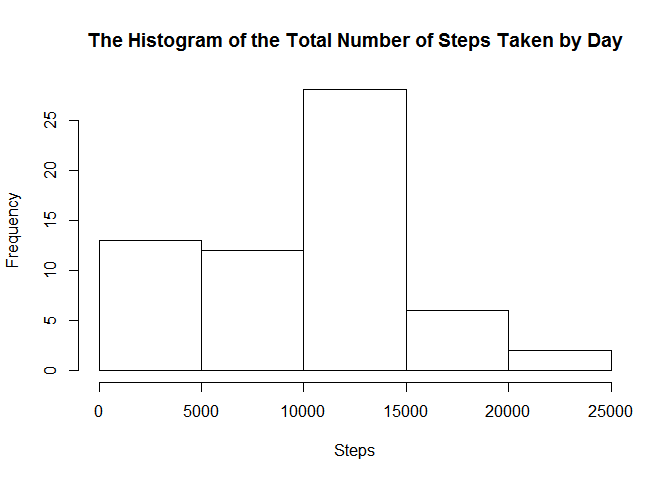 The Histogram of the Total Number of Steps Taken by Day
Frequency
25
20
15
10
5
0
0 5000 10000 15000 20000 25000
Steps